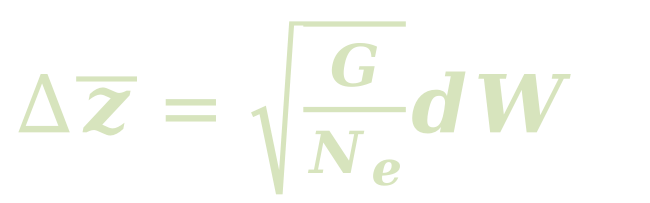 Δz̅ = √(G/Nₑ) dW